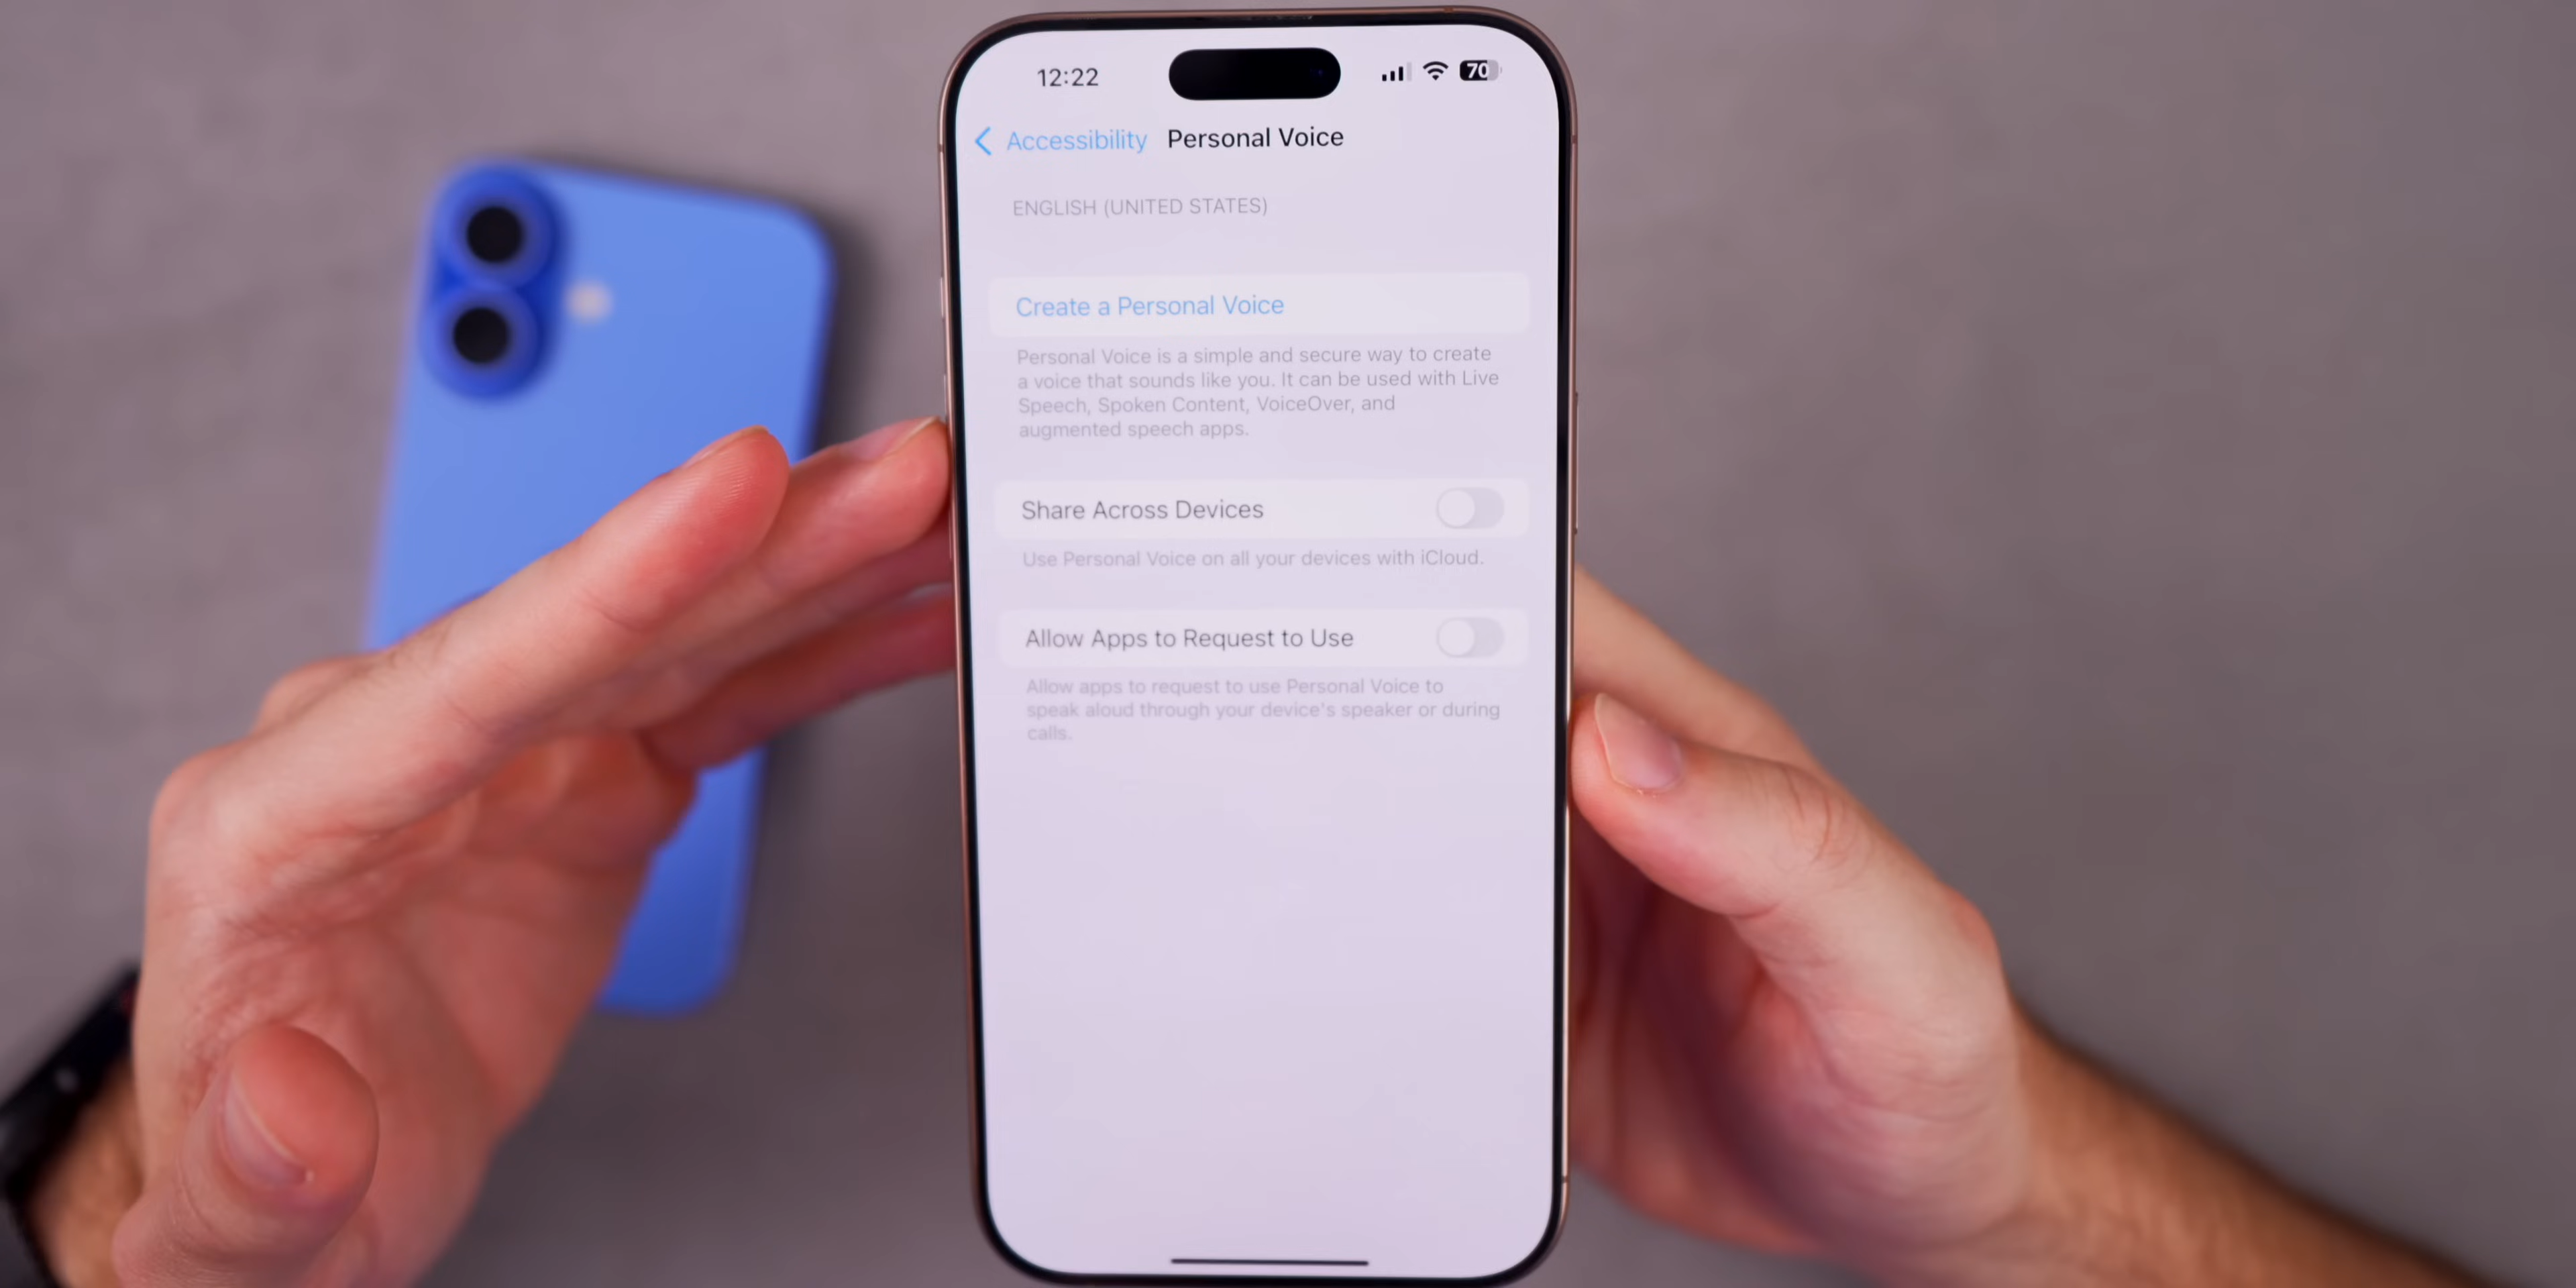 12:22
70
Accessibility Personal Voice
ENGLISH (UNITED STATES)
Create a Personal Voice
Personal Voice is a simple and secure way to create
a voice that sounds like you. It can be used with Live
Speech, Spoken Content, VoiceOver, and
augmented speech apps.
Share Across Devices
Use Personal Voice on all your devices with iCloud.
Allow Apps to Request to Use
Allow apps to request to use Personal Voice to
speak aloud through your device's speaker or during
calls.